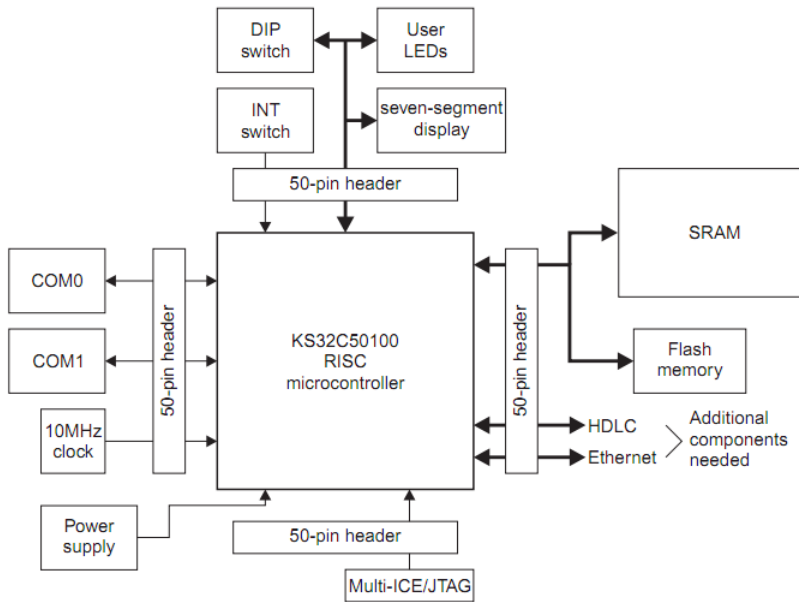 DIP
switch
User
LEDs
INT
switch
seven-segment
display
50-pin header
SRAM
COM0
50-pin header
KS32C50100
RISC
microcontroller
50-pin header
COM1
Flash
memory
10MHz
clock
HDLC
Ethernet
Additional
components
needed
Power
supply
50-pin header
Multi-ICE/JTAG